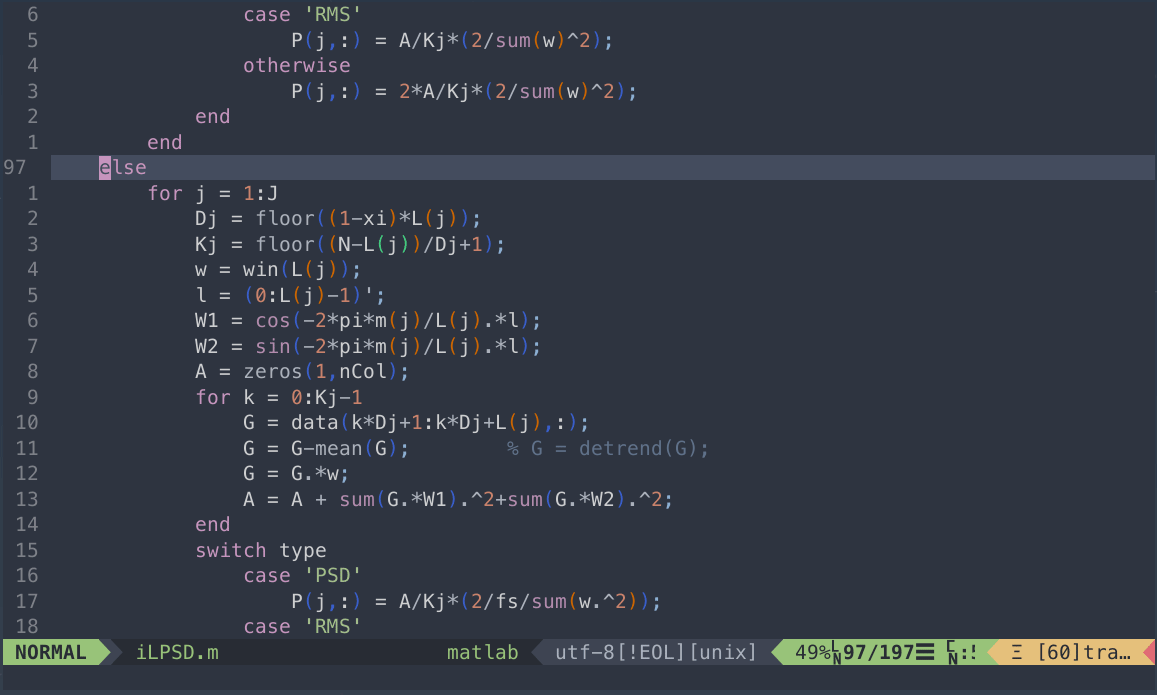 6                 case 'RMS'
5                     P(j,:) = A/Kj*(2/sum(w)^2);
4                 otherwise
3                     P(j,:) = 2*A/Kj*(2/sum(w)^2);
2             end
1         end
97     else
1         for j = 1:J
2             Dj = floor((1-xi)*L(j));
3             Kj = floor((N-L(j))/Dj+1);
4             w = win(L(j));
5             l = (0:L(j)-1)';
6             W1 = cos(-2*pi*m(j)/L(j).*l);
7             W2 = sin(-2*pi*m(j)/L(j).*l);
8             A = zeros(1,nCol);
9             for k = 0:Kj-1
10                 G = data(k*Dj+1:k*Dj+L(j),:);
11                 G = G-mean(G);        % G = detrend(G);
12                 G = G.*w;
13                 A = A + sum(G.*W1).^2+sum(G.*W2).^2;
14             end
15             switch type
16                 case 'PSD'
17                     P(j,:) = A/Kj*(2/fs/sum(w.^2));
18                 case 'RMS'
NORMAL iLPSD.m matlab utf-8[!EOL][unix] 49% LN 97/197☰ CN:! Ξ [60]tra…